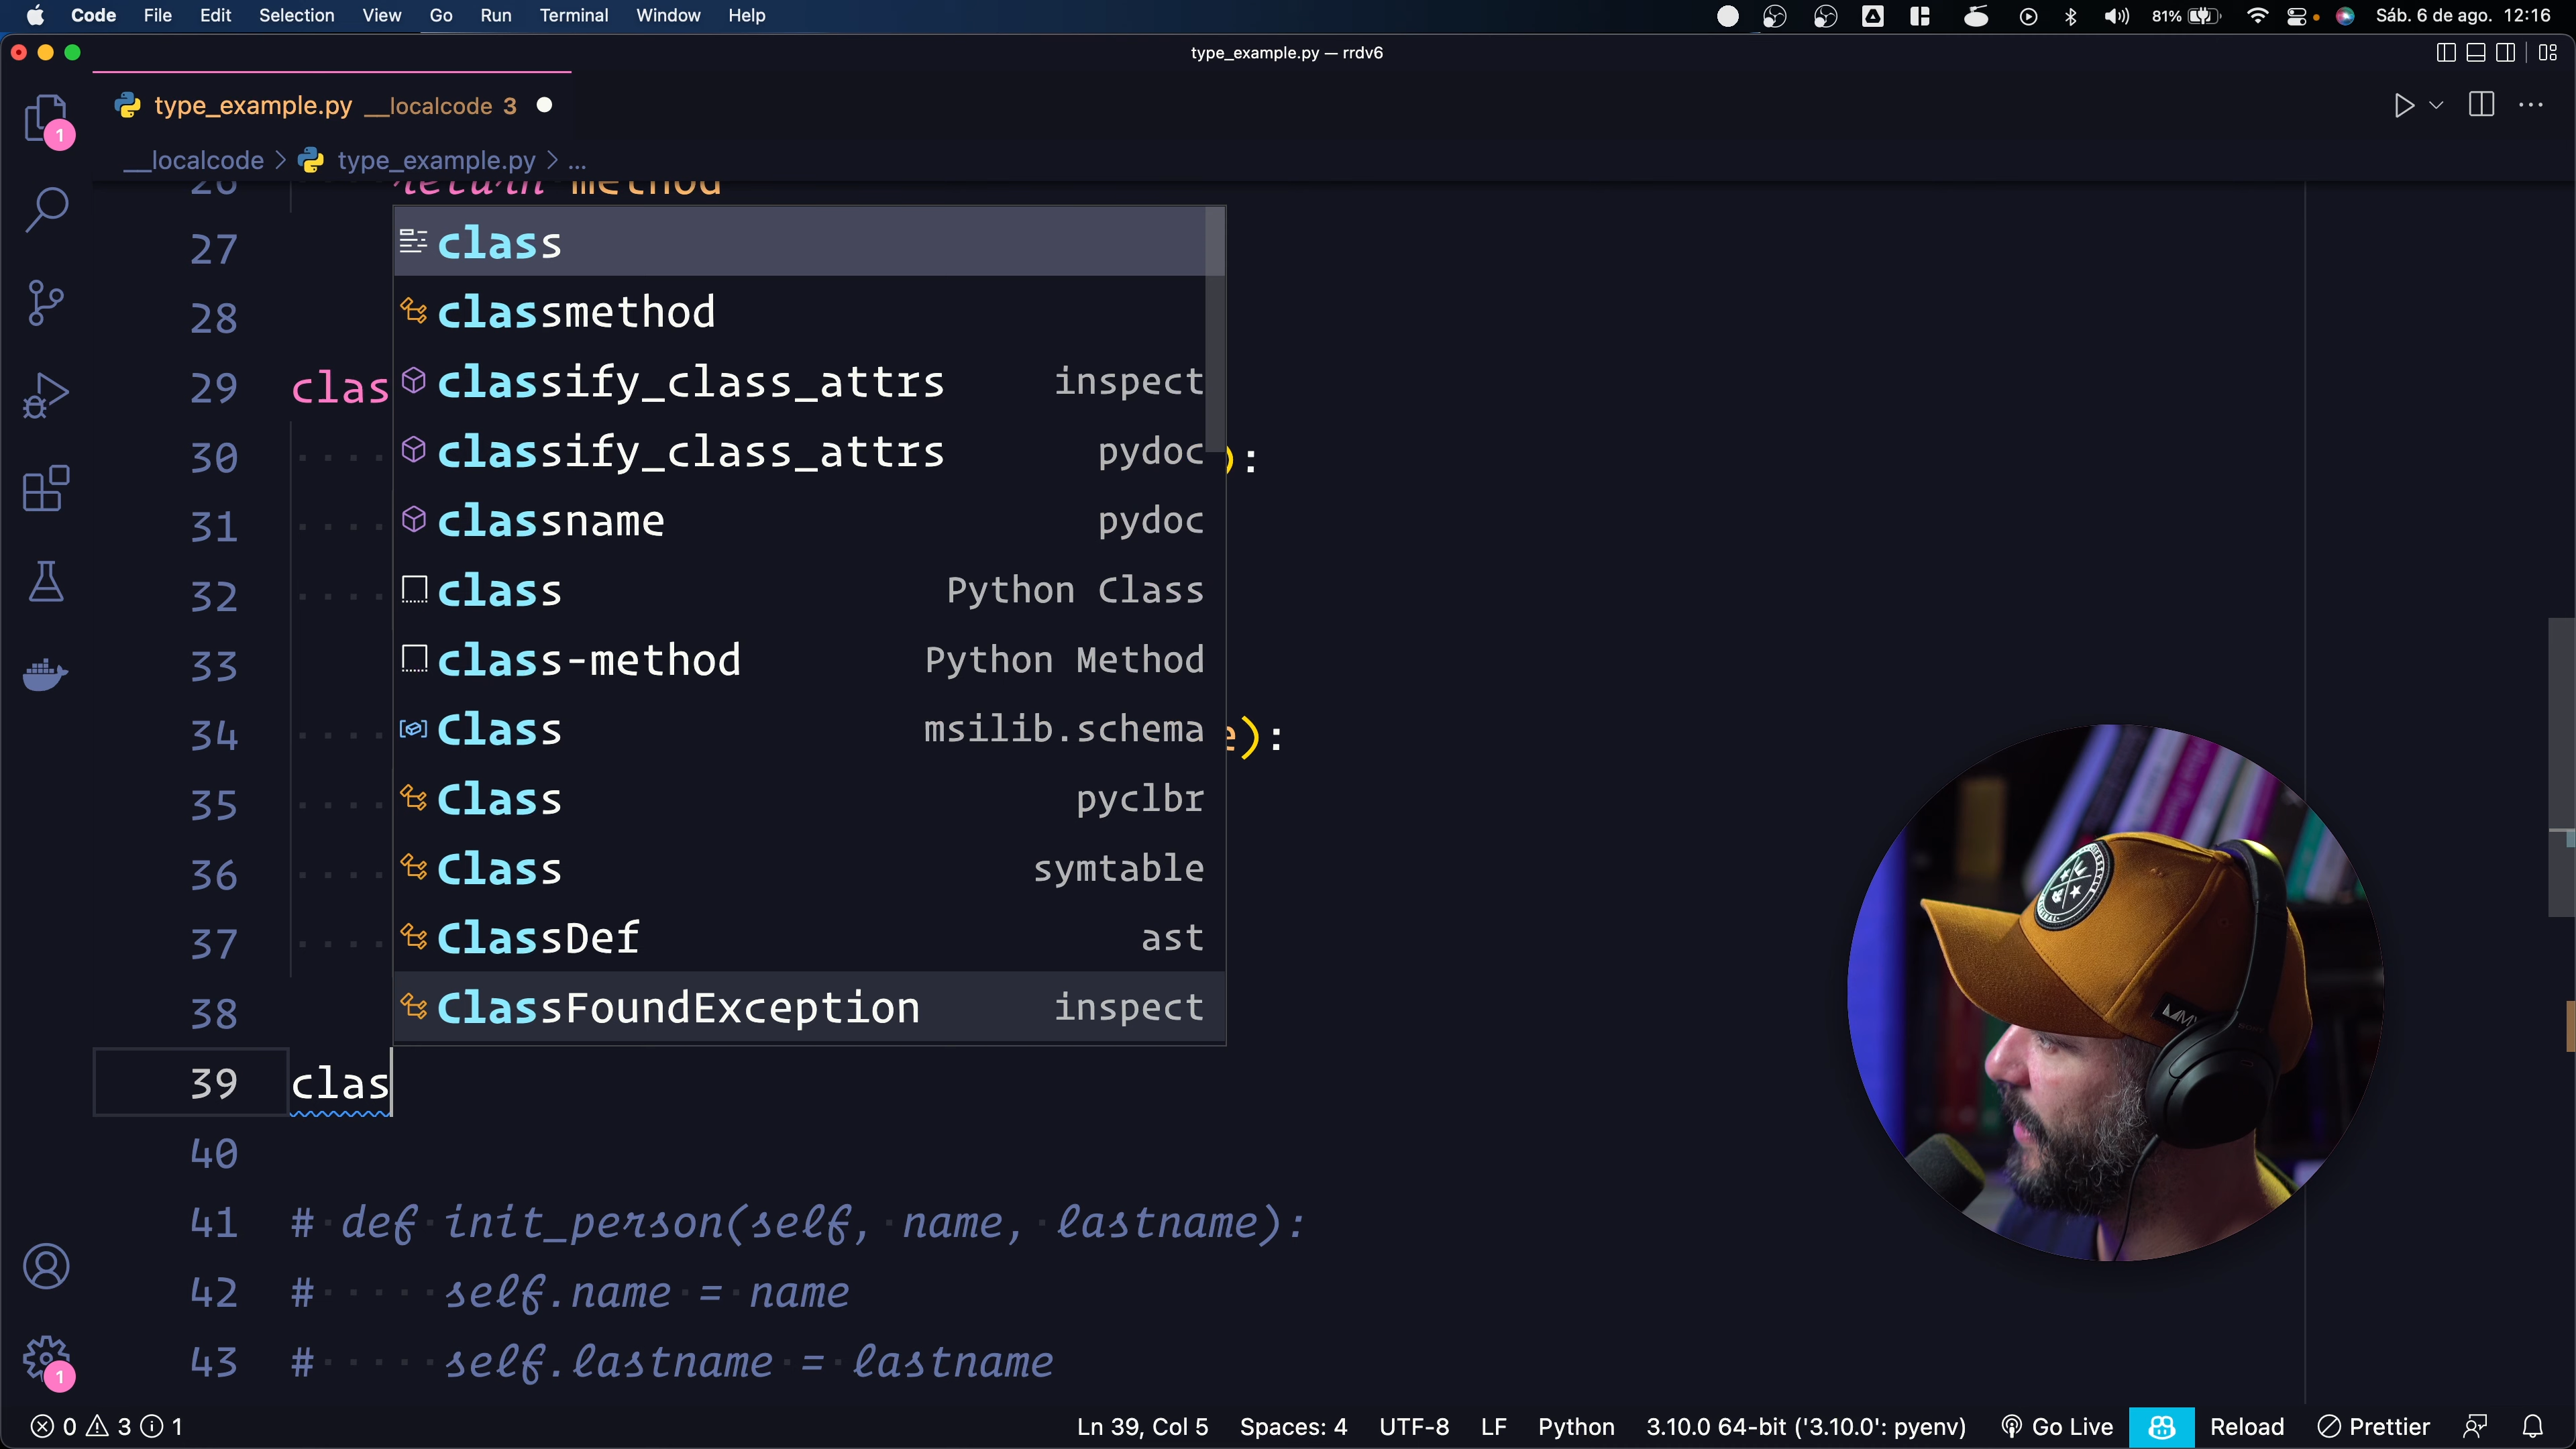 Code File Edit Selection View Go Run Terminal Window Help 81% Sáb. 6 de ago. 12:16
type_example.py — rrdv6
type_example.py __localcode 3
1
__localcode > type_example.py > ...
26 return method
27
28
29 clas
30 ):
31
32
33
34 e):
35
36
37
38
class
classmethod
classify_class_attrs inspect
classify_class_attrs pydoc
classname pydoc
class Python Class
class-method Python Method
Class msilib.schema
Class pyclbr
Class symtable
ClassDef ast
ClassFoundException inspect
39 clas
40
41 # def init_person(self, name, lastname):
42 # self.name = name
43 # self.lastname = lastname
1
0 3 1 Ln 39, Col 5 Spaces: 4 UTF-8 LF Python 3.10.0 64-bit ('3.10.0': pyenv) Go Live Reload Prettier